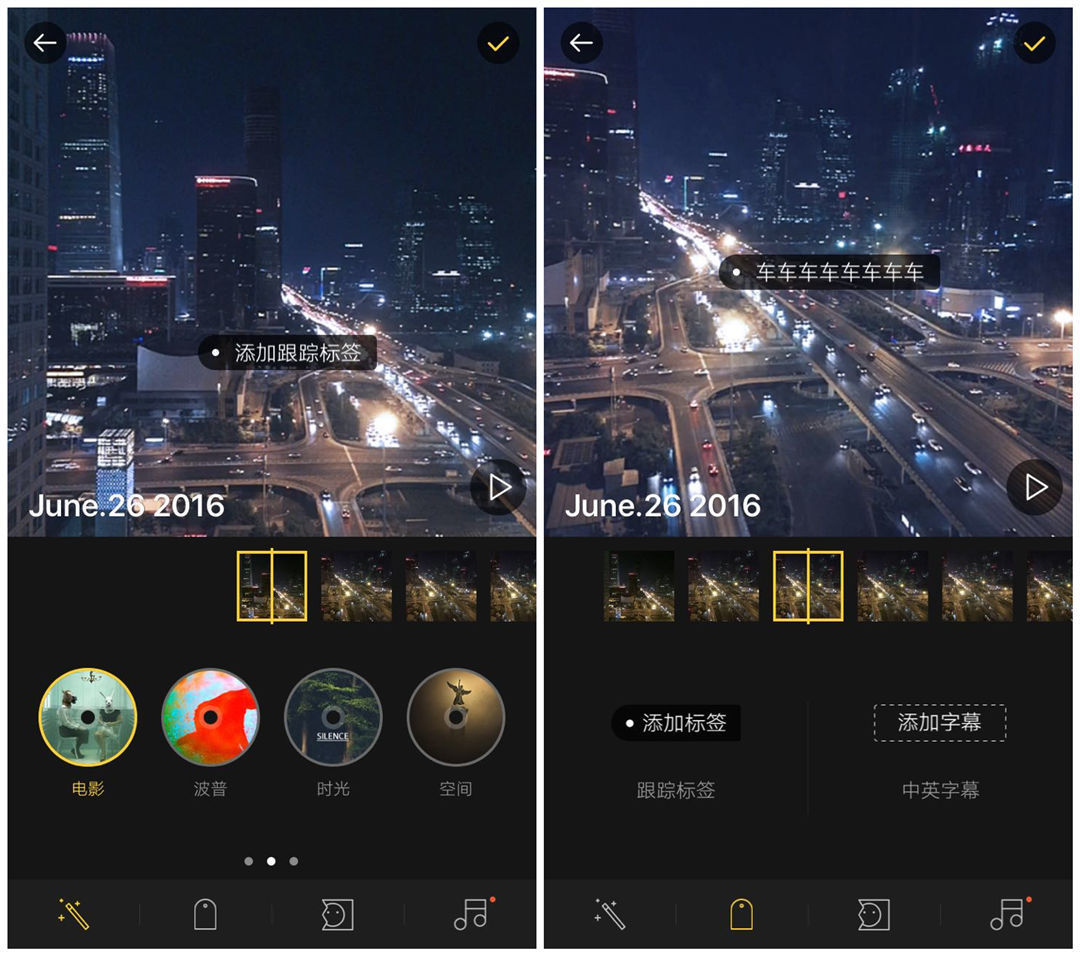 添加跟踪标签
June.26 2016
SILENCE
电影
波普
时光
空间
车车车车车车车车
June.26 2016
添加标签
添加字幕
跟踪标签
中英字幕